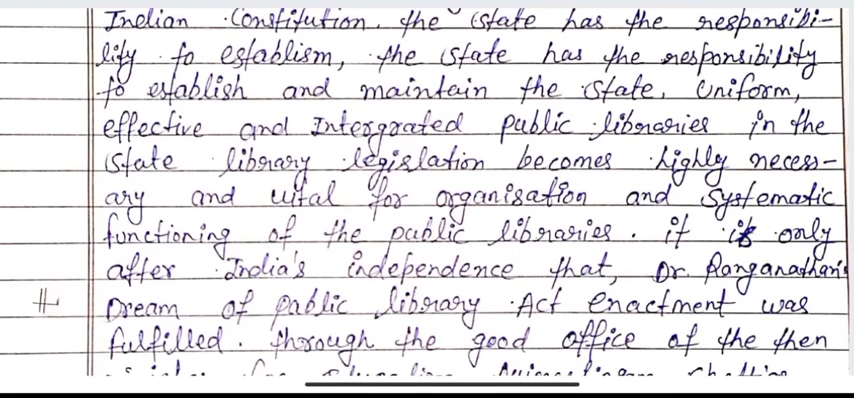 Indian Constitution. the state has the responsibi-
lity to establism, the state has the responsibility
to establish and maintain the state, Uniform,
effective and Intergorated public libraries in the
state library legislation becomes highly necess-
ary and vital for organisation and systematic
functioning of the public libraries. it is only
after India's independence that, Dr. Ranganathan's
# Dream of public library Act enactment was
fulfilled. through the good office of the then